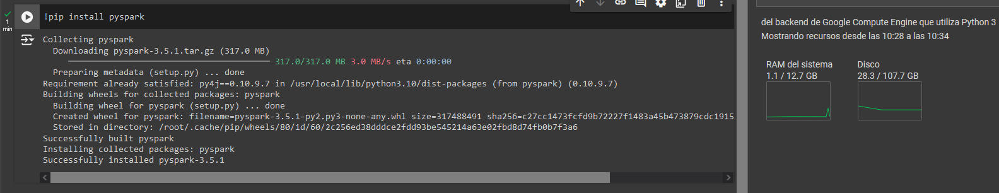 1
min
!pip install pyspark
Collecting pyspark
Downloading pyspark-3.5.1.tar.gz (317.0 MB)
317.0/317.0 MB 3.0 MB/s eta 0:00:00
Preparing metadata (setup.py) ... done
Requirement already satisfied: py4j==0.10.9.7 in /usr/local/lib/python3.10/dist-packages (from pyspark) (0.10.9.7)
Building wheels for collected packages: pyspark
Building wheel for pyspark (setup.py) ... done
Created wheel for pyspark: filename=pyspark-3.5.1-py2.py3-none-any.whl size=317488491 sha256=c27cc1473fcfd9b72227f1483a45b473879cdc1915
Stored in directory: /root/.cache/pip/wheels/80/1d/60/2c256ed38dddce2fdd93be545214a63e02fbd8d74fb0b7f3a6
Successfully built pyspark
Installing collected packages: pyspark
Successfully installed pyspark-3.5.1
del backend de Google Compute Engine que utiliza Python 3
Mostrando recursos desde las 10:28 a las 10:34
RAM del sistema
1.1 / 12.7 GB
Disco
28.3 / 107.7 GB